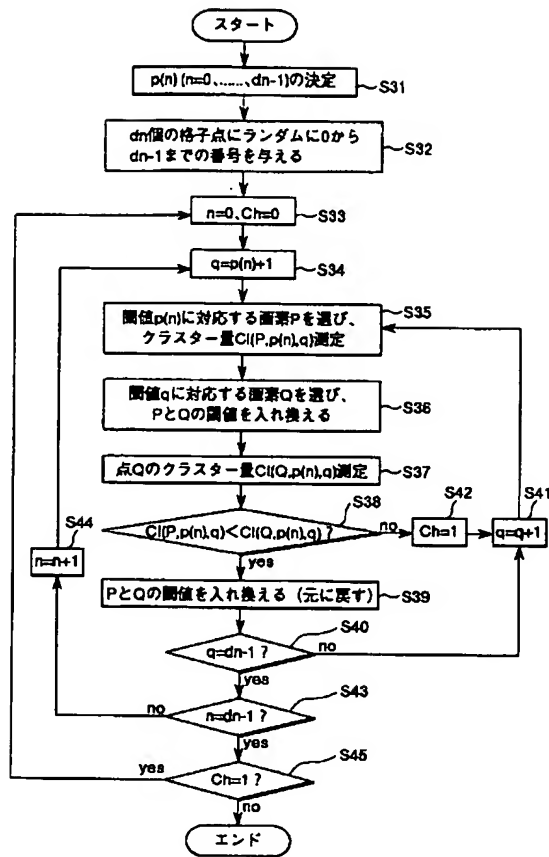 スタート
p(n) (n=0、……、dn-1)の決定
S31
dn個の格子点にランダムに0から
dn-1までの番号を与える
S32
n=0、Ch=0
S33
q=p(n)+1
S34
閾値p(n)に対応する画素Pを選び、
クラスター量Cl(P,p(n),q)測定
S35
閾値qに対応する画素Qを選び、
PとQの閾値を入れ換える
S36
点Qのクラスター量Cl(Q,p(n),q)測定
S37
Cl(P,p(n),q)<Cl(Q,p(n),q) ?
S38
no
Ch=1
S42
q=q+1
S41
yes
n=n+1
S44
PとQの閾値を入れ換える (元に戻す)
S39
q=dn-1 ?
S40
no
yes
n=dn-1 ?
S43
no
yes
Ch=1 ?
S45
yes
no
エンド